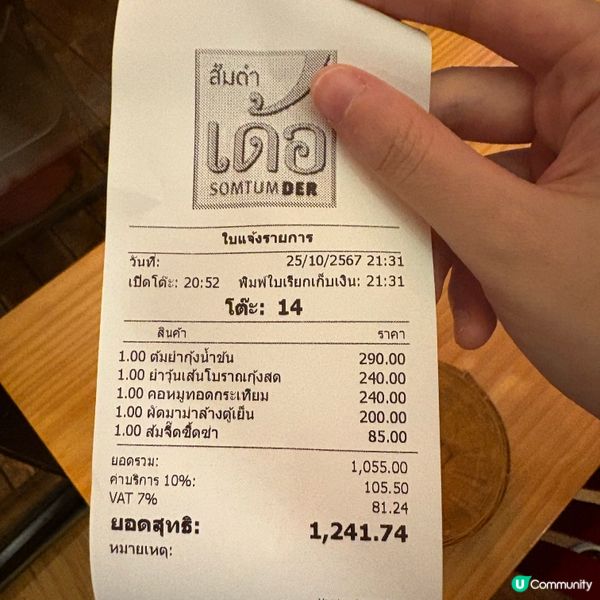 ส้มตำ
เด้อ
SOMTUMDER
ใบแจ้งรายการ
วันที่: 25/10/2567 21:31
เปิดโต๊ะ: 20:52 พิมพ์ใบเรียกเก็บเงิน: 21:31
โต๊ะ: 14
สินค้า ราคา
1.00 ต้มยำกุ้งน้ำข้น 290.00
1.00 ยำวุ้นเส้นโบราณกุ้งสด 240.00
1.00 คอหมูทอดกระเทียม 240.00
1.00 ผัดมาม่าล้างตู้เย็น 200.00
1.00 ส้มจี๊ดซี๊ดซ่า 85.00
ยอดรวม: 1,055.00
ค่าบริการ 10%: 105.50
VAT 7% 81.24
ยอดสุทธิ: 1,241.74
หมายเหตุ:
U Community